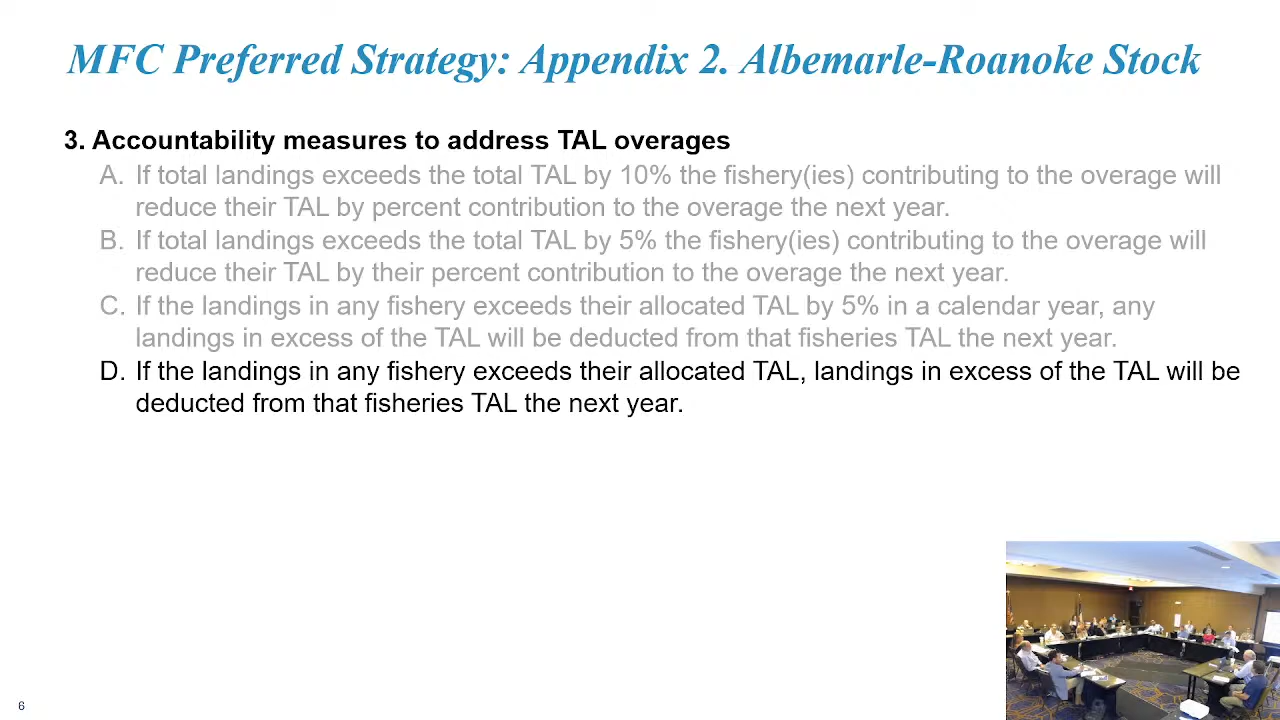 MFC Preferred Strategy: Appendix 2. Albemarle-Roanoke Stock
3. Accountability measures to address TAL overages
A. If total landings exceeds the total TAL by 10% the fishery(ies) contributing to the overage will
reduce their TAL by percent contribution to the overage the next year.
B. If total landings exceeds the total TAL by 5% the fishery(ies) contributing to the overage will
reduce their TAL by their percent contribution to the overage the next year.
C. If the landings in any fishery exceeds their allocated TAL by 5% in a calendar year, any
landings in excess of the TAL will be deducted from that fisheries TAL the next year.
D. If the landings in any fishery exceeds their allocated TAL, landings in excess of the TAL will be
deducted from that fisheries TAL the next year.
6